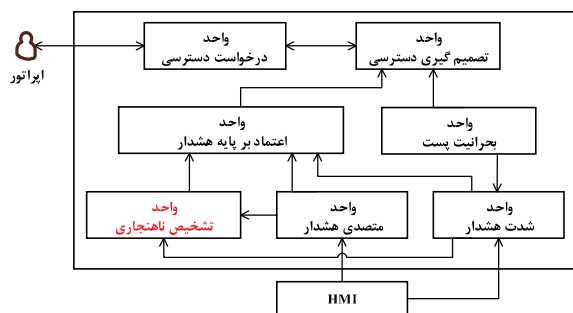 واحد
تصمیم گیری دسترسی
واحد
درخواست دسترسی
اپراتور
واحد
بحرانیت پست
واحد
اعتماد بر پایه هشدار
واحد
شدت هشدار
واحد
متصدی هشدار
واحد
تشخیص ناهنجاری
HMI